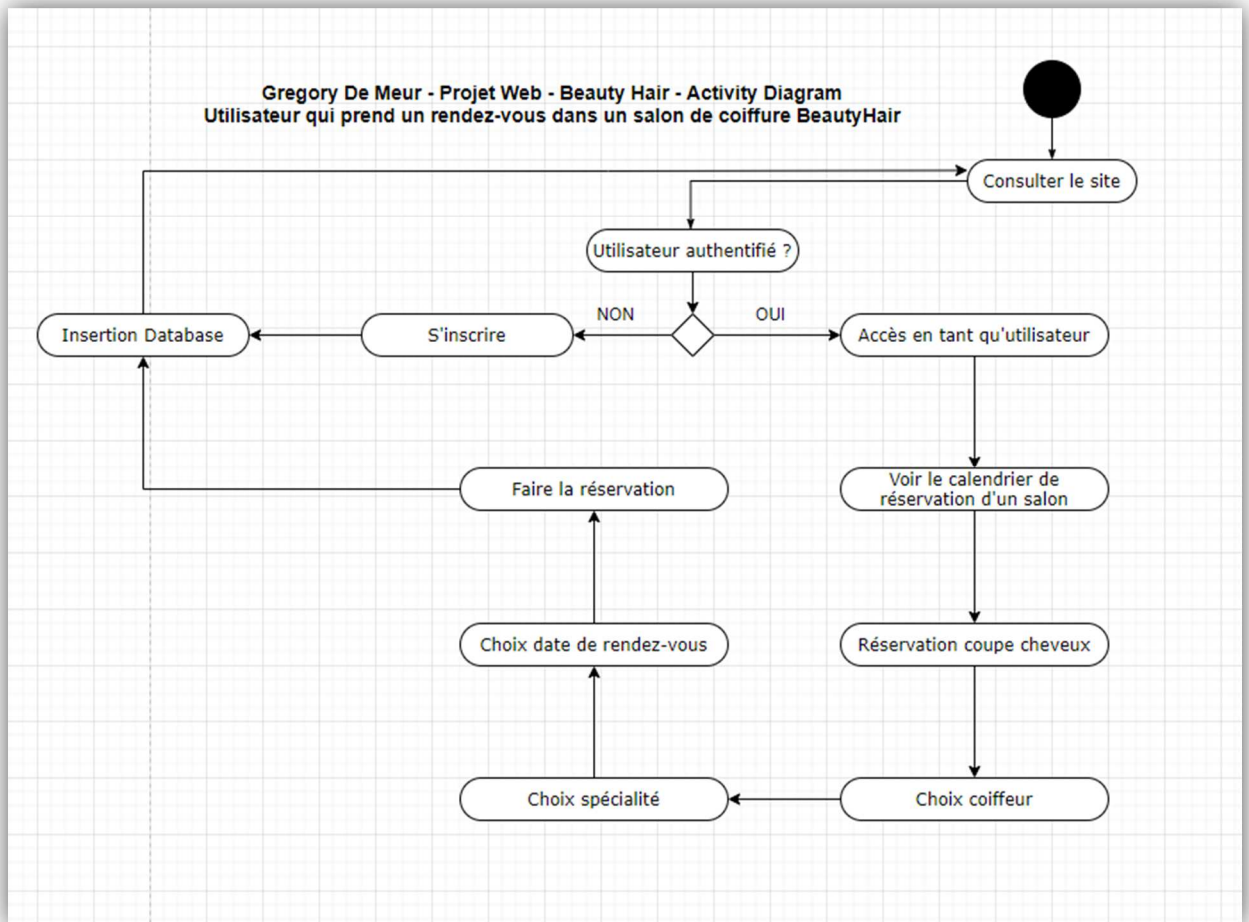 Gregory De Meur - Projet Web - Beauty Hair - Activity Diagram
Utilisateur qui prend un rendez-vous dans un salon de coiffure BeautyHair
Consulter le site
Utilisateur authentifié ?
NON
OUI
Insertion Database
S'inscrire
Accès en tant qu'utilisateur
Faire la réservation
Voir le calendrier de
réservation d'un salon
Choix date de rendez-vous
Réservation coupe cheveux
Choix spécialité
Choix coiffeur